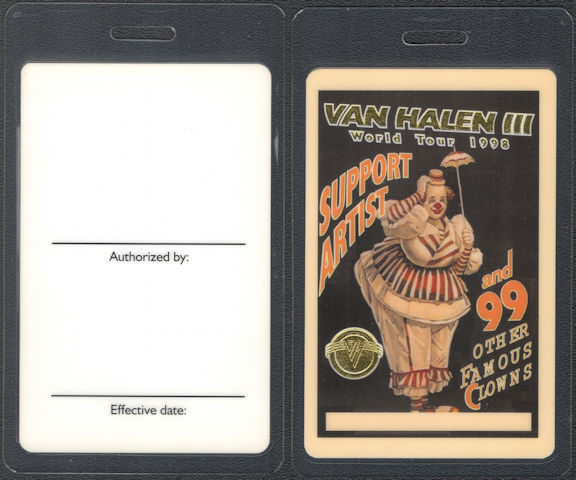 Authorized by:
Effective date:
VAN HALEN III
World Tour 1998
SUPPORT
ARTIST
and
99
OTHER
FAMOUS
CLOWNS